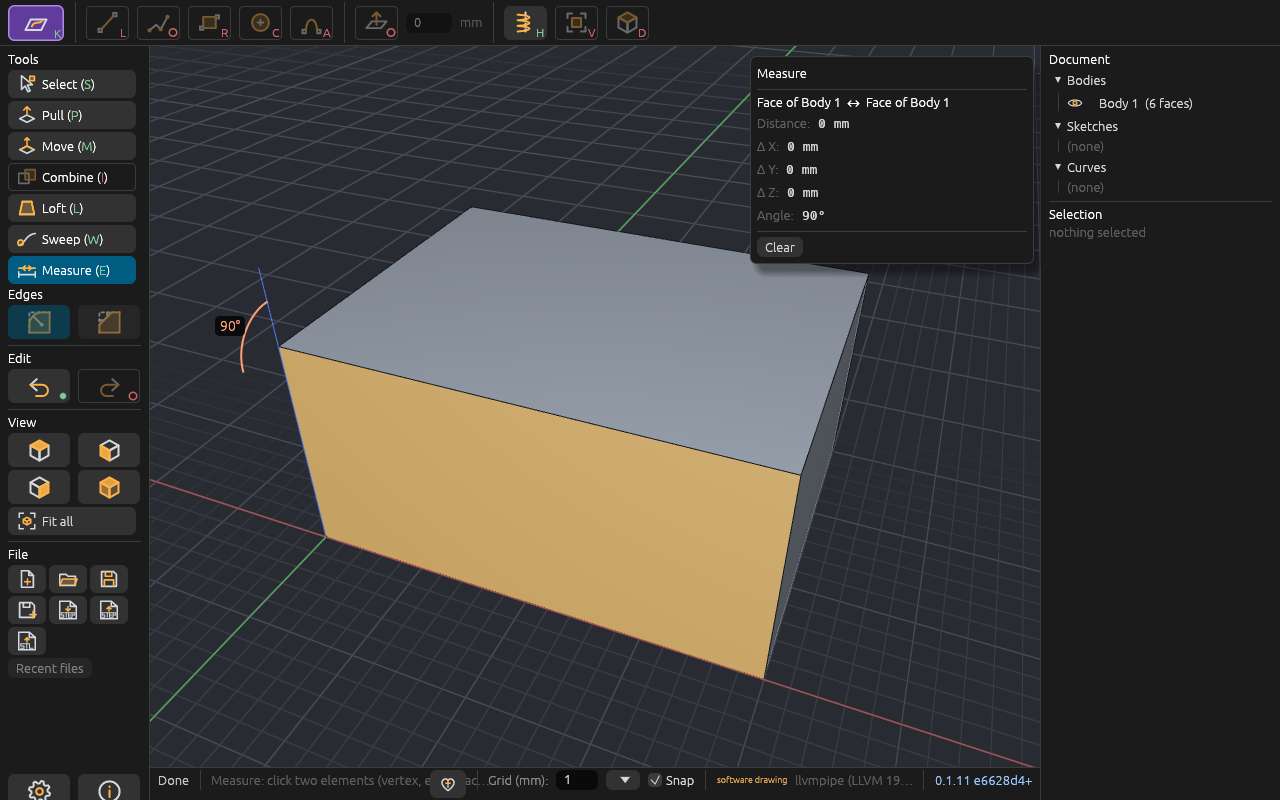 K
L
O
R
C
A
O
0
mm
H
V
D
Tools
Select (S)
Pull (P)
Move (M)
Combine (I)
Loft (L)
Sweep (W)
Measure (E)
Edges
Edit
View
Fit all
File
STEP
STEP
STL
Recent files
90°
Measure
Face of Body 1 ↔ Face of Body 1
Distance: 0 mm
Δ X: 0 mm
Δ Y: 0 mm
Δ Z: 0 mm
Angle: 90°
Clear
Document
Bodies
Body 1 (6 faces)
Sketches
(none)
Curves
(none)
Selection
nothing selected
Done
Measure: click two elements (vertex,
Grid (mm):
1
Snap
software drawing
llvmpipe (LLVM 19...
0.1.11 e6628d4+